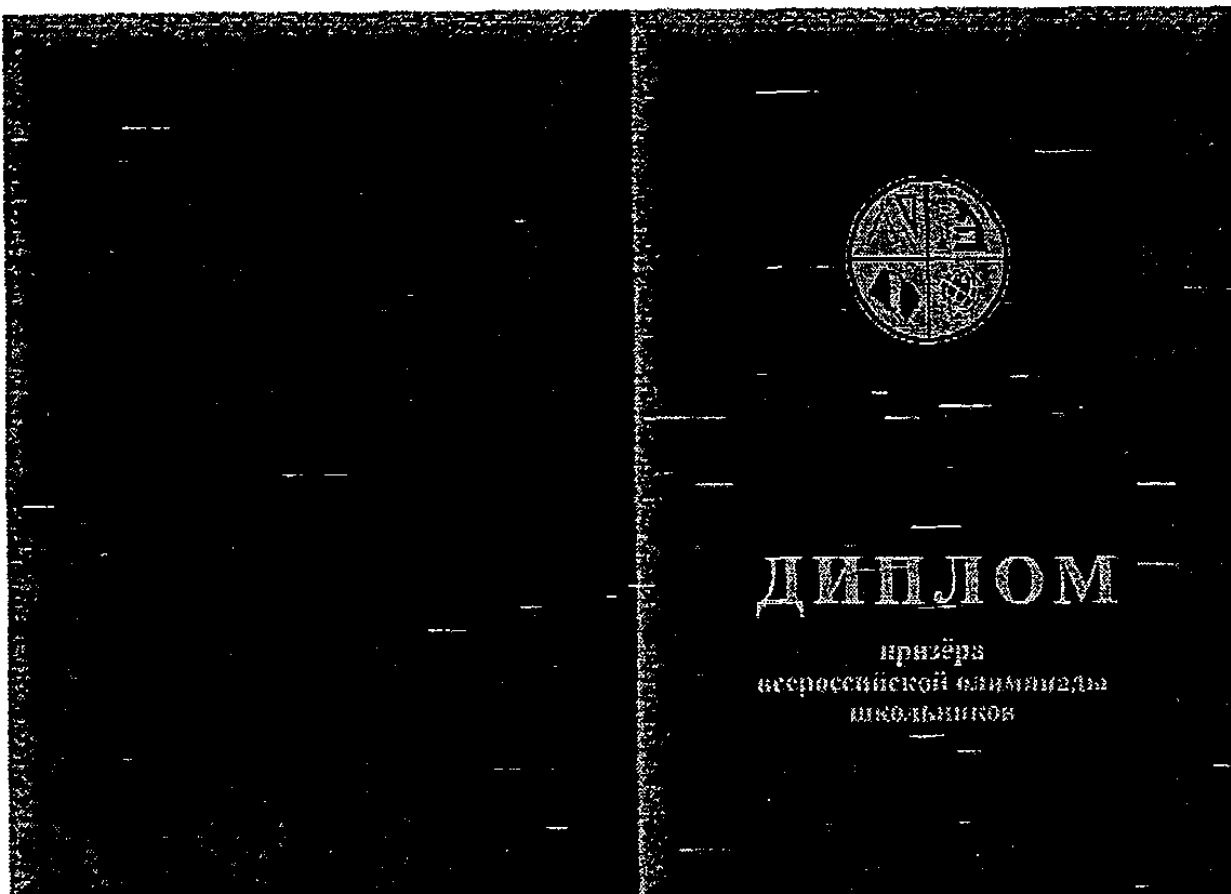 ДИПЛОМ
призёра
всероссийской олимпиады
школьников